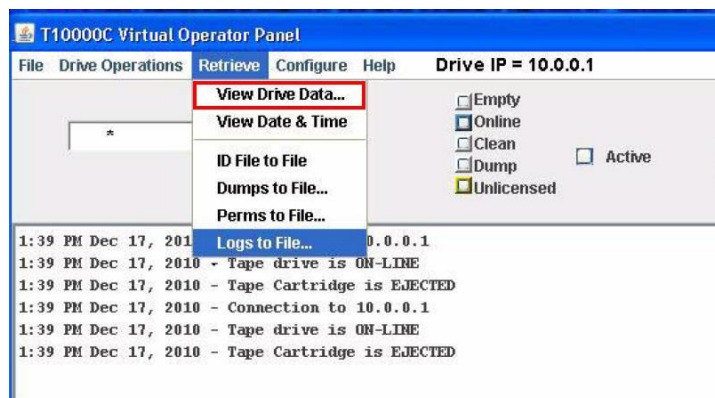 T10000C Virtual Operator Panel
File Drive Operations Retrieve Configure Help Drive IP = 10.0.0.1
View Drive Data...
View Date & Time
ID File to File
Dumps to File...
Perms to File...
Logs to File...
*
Empty
Online
Clean
Dump
Unlicensed
Active
1:39 PM Dec 17, 201 0.0.0.1
1:39 PM Dec 17, 2010 - Tape drive is ON-LINE
1:39 PM Dec 17, 2010 - Tape Cartridge is EJECTED
1:39 PM Dec 17, 2010 - Connection to 10.0.0.1
1:39 PM Dec 17, 2010 - Tape drive is ON-LINE
1:39 PM Dec 17, 2010 - Tape Cartridge is EJECTED